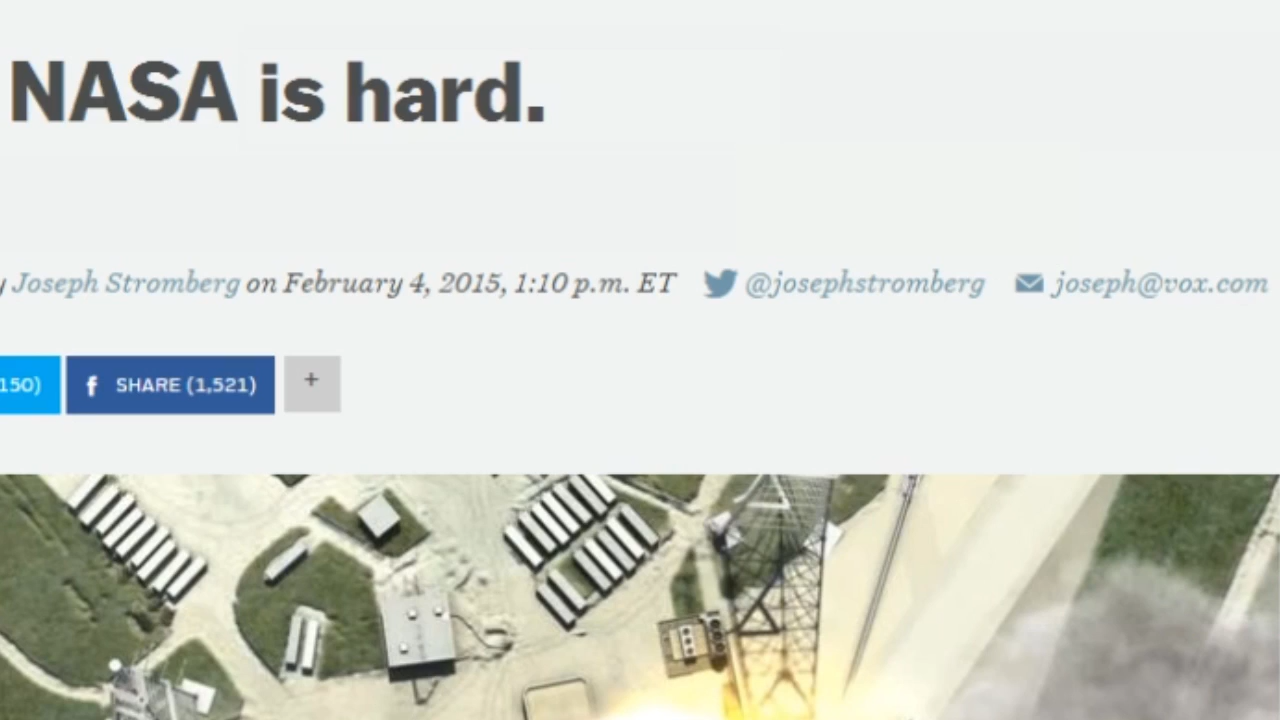 NASA is hard.
y Joseph Stromberg on February 4, 2015, 1:10 p.m. ET @josephstromberg joseph@vox.com
150) f SHARE (1,521) +